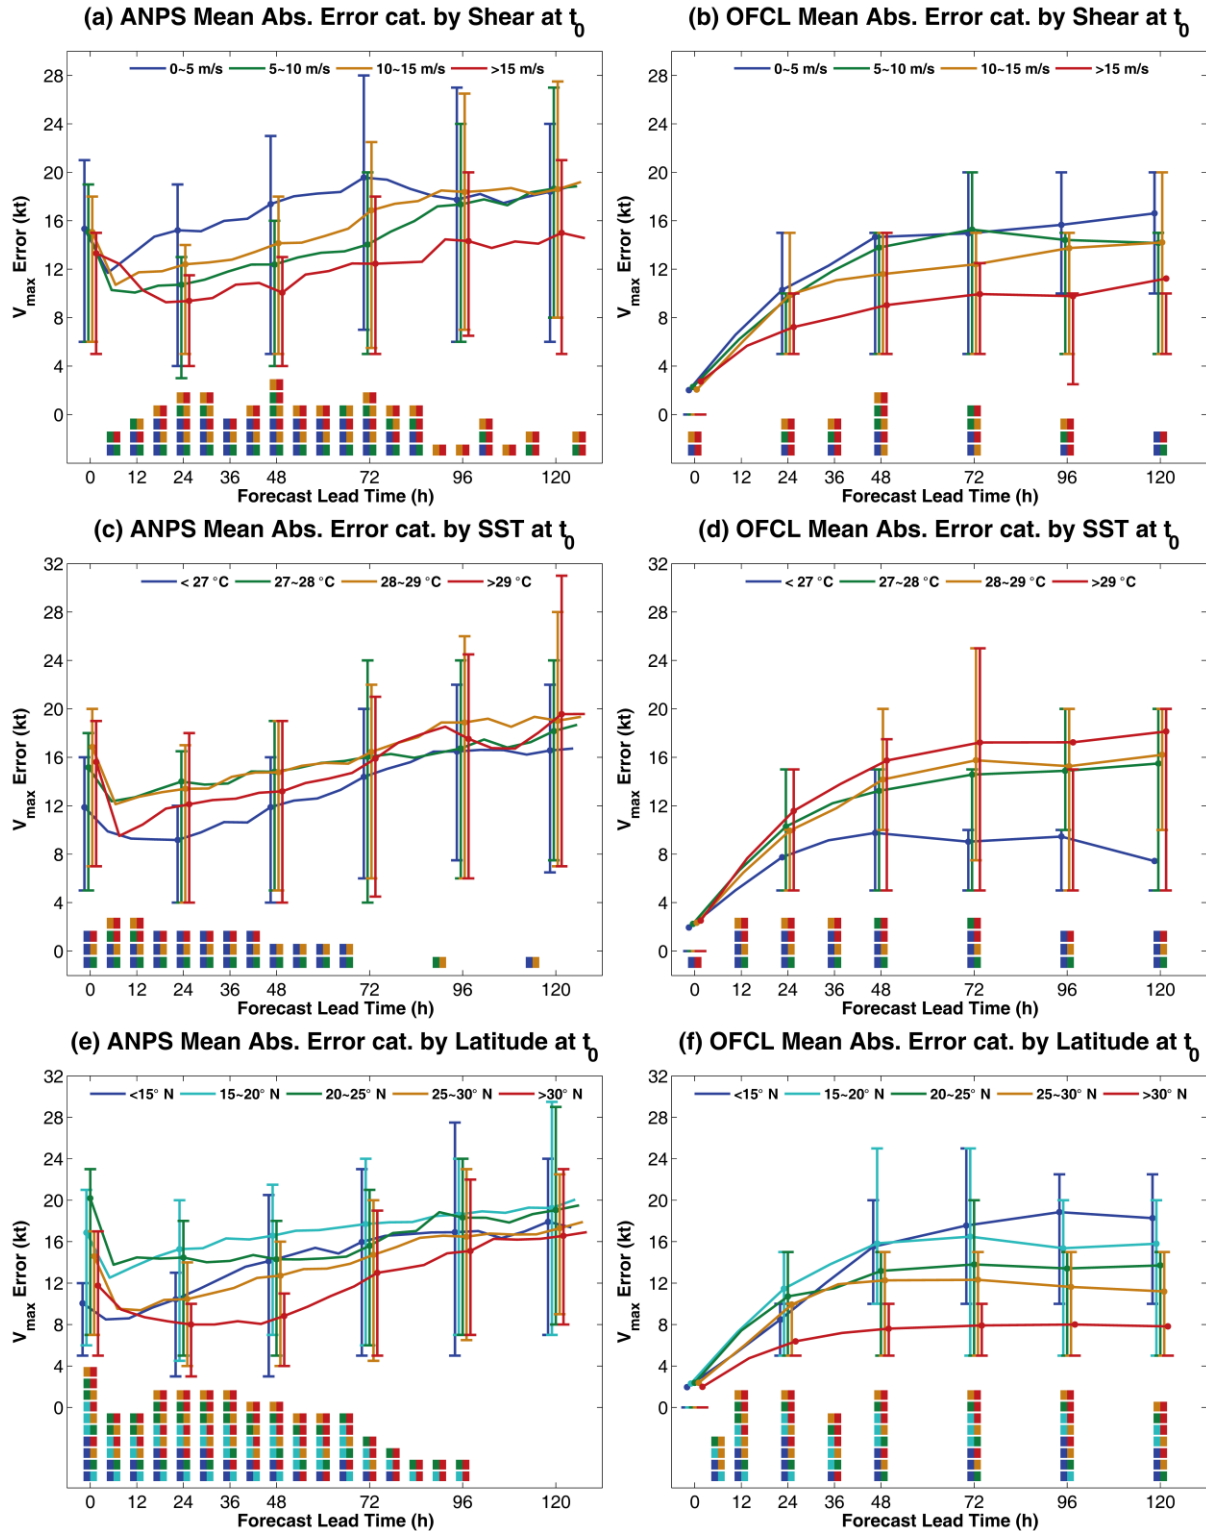 (a) ANPS Mean Abs. Error cat. by Shear at t0
0~5 m/s 5~10 m/s 10~15 m/s >15 m/s
Vmax Error (kt)
28
24
20
16
12
8
4
0
0 12 24 36 48 72 96 120
Forecast Lead Time (h)
(b) OFCL Mean Abs. Error cat. by Shear at t0
0~5 m/s 5~10 m/s 10~15 m/s >15 m/s
Vmax Error (kt)
28
24
20
16
12
8
4
0
0 12 24 36 48 72 96 120
Forecast Lead Time (h)
(c) ANPS Mean Abs. Error cat. by SST at t0
< 27 °C 27~28 °C 28~29 °C >29 °C
Vmax Error (kt)
32
28
24
20
16
12
8
4
0
0 12 24 36 48 72 96 120
Forecast Lead Time (h)
(d) OFCL Mean Abs. Error cat. by SST at t0
< 27 °C 27~28 °C 28~29 °C >29 °C
Vmax Error (kt)
32
28
24
20
16
12
8
4
0
0 12 24 36 48 72 96 120
Forecast Lead Time (h)
(e) ANPS Mean Abs. Error cat. by Latitude at t0
<15° N 15~20° N 20~25° N 25~30° N >30° N
Vmax Error (kt)
32
28
24
20
16
12
8
4
0
0 12 24 36 48 72 96 120
Forecast Lead Time (h)
(f) OFCL Mean Abs. Error cat. by Latitude at t0
<15° N 15~20° N 20~25° N 25~30° N >30° N
Vmax Error (kt)
32
28
24
20
16
12
8
4
0
0 12 24 36 48 72 96 120
Forecast Lead Time (h)